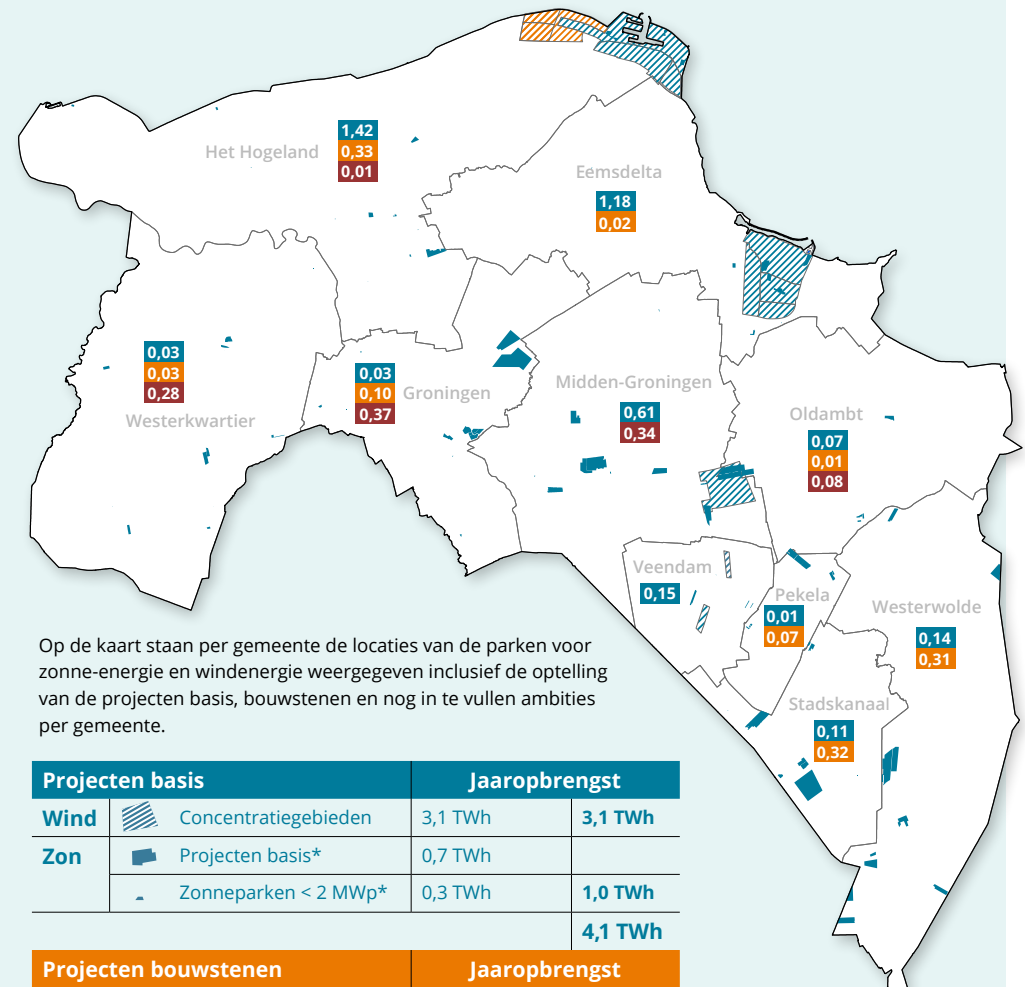 Het Hogeland
1,42
0,33
0,01
Eemsdelta
1,18
0,02
0,03
0,03
0,28
Westerkwartier
0,03
0,10
0,37
Groningen
Midden-Groningen
0,61
0,34
Oldambt
0,07
0,01
0,08
Veendam
0,15
Pekela
0,01
0,07
Westerwolde
0,14
0,31
Stadskanaal
0,11
0,32
Op de kaart staan per gemeente de locaties van de parken voor
zonne-energie en windenergie weergegeven inclusief de optelling
van de projecten basis, bouwstenen en nog in te vullen ambities
per gemeente.
Projecten basis Jaaropbrengst
Wind Concentratiegebieden 3,1 TWh 3,1 TWh
Zon Projecten basis* 0,7 TWh
Zonneparken < 2 MWp* 0,3 TWh 1,0 TWh
4,1 TWh
Projecten bouwstenen Jaaropbrengst